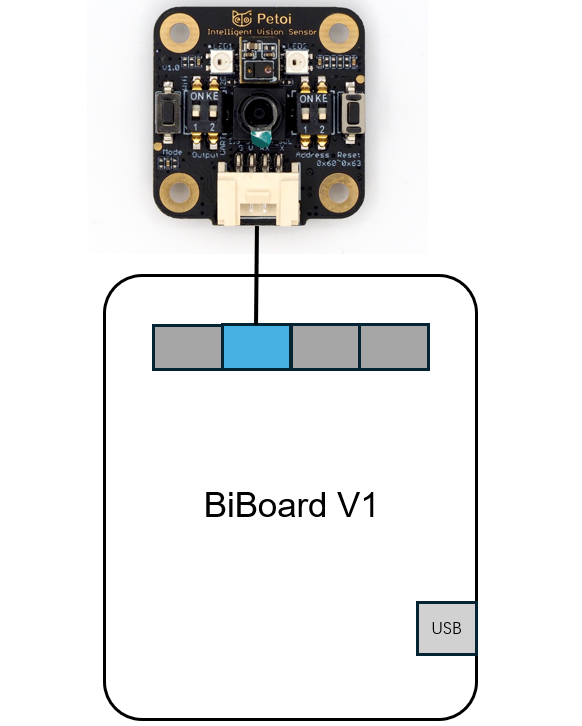 Petoi
Intelligent Vision Sensor
LED1
LED2
V1.0
ON KE
ON KE
1 2
1 2
Mode
Output
UART
Address
Reset
0x60~0x63
BiBoard V1
USB